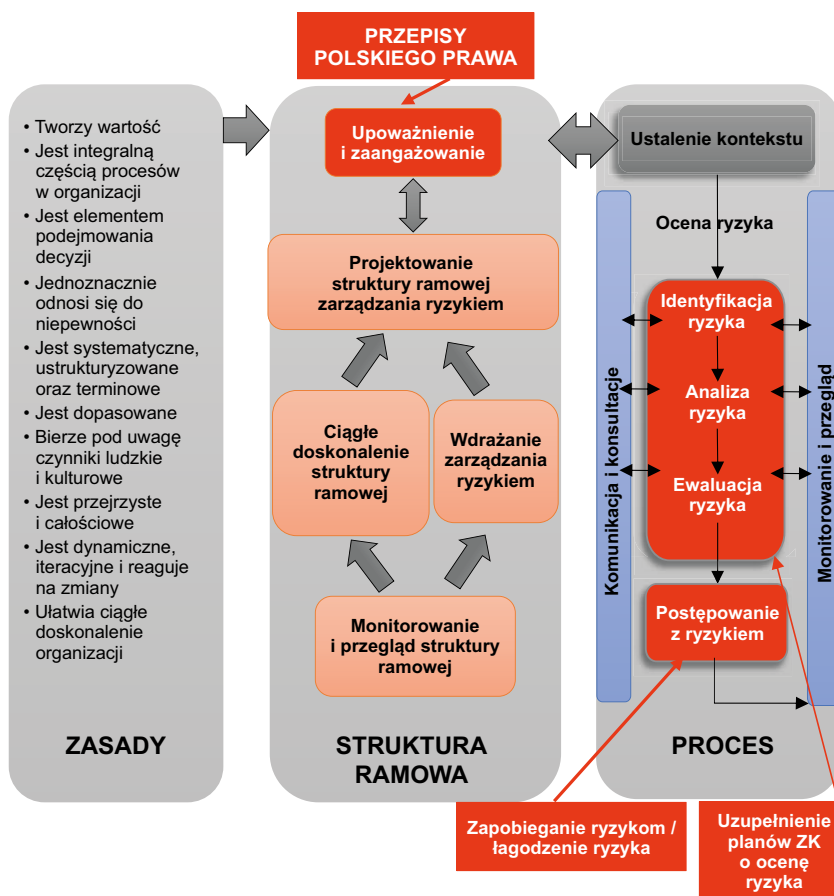 PRZEPISY
POLSKIEGO PRAWA
• Tworzy wartość
• Jest integralną
częścią procesów
w organizacji
• Jest elementem
podejmowania
decyzji
• Jednoznacznie
odnosi się do
niepewności
• Jest systematyczne,
ustrukturyzowane
oraz terminowe
• Jest dopasowane
• Bierze pod uwagę
czynniki ludzkie
i kulturowe
• Jest przejrzyste
i całościowe
• Jest dynamiczne,
iteracyjne i reaguje
na zmiany
• Ułatwia ciągłe
doskonalenie
organizacji
ZASADY
Upoważnienie
i zaangażowanie
Projektowanie
struktury ramowej
zarządzania ryzykiem
Ciągłe
doskonalenie
struktury
ramowej
Wdrażanie
zarządzania
ryzykiem
Monitorowanie
i przegląd struktury
ramowej
STRUKTURA
RAMOWA
Ustalenie kontekstu
Ocena ryzyka
Komunikacja i konsultacje
Identyfikacja
ryzyka
Analiza
ryzyka
Ewaluacja
ryzyka
Monitorowanie i przegląd
Postępowanie
z ryzykiem
PROCES
Zapobieganie ryzykom /
łagodzenie ryzyka
Uzupełnienie
planów ZK
o ocenę
ryzyka